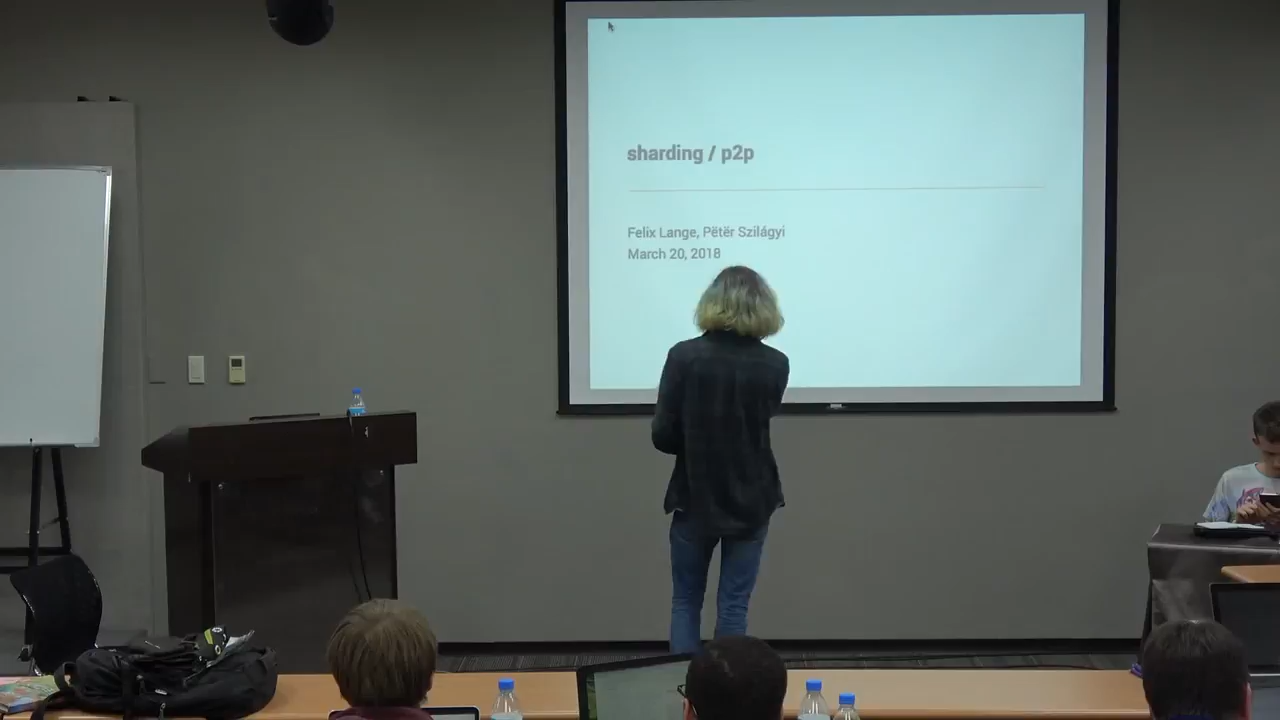 sharding / p2p
Felix Lange, Pëtër Szilágyi
March 20, 2018